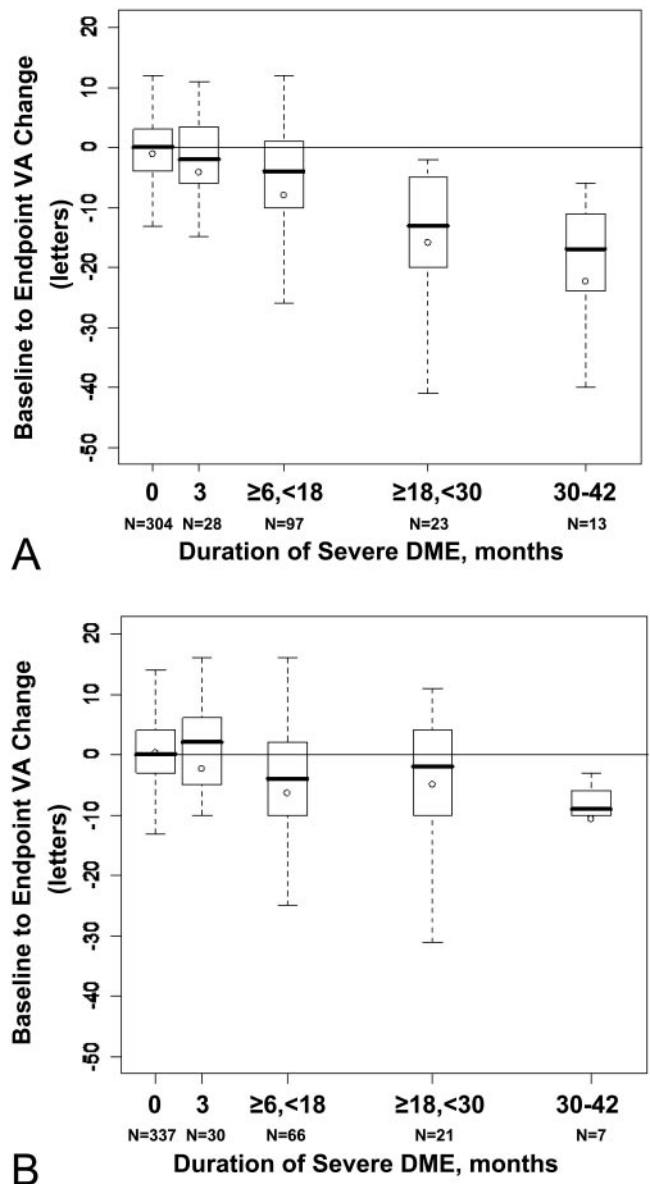 20
10
0
-10
-20
-30
-40
-50
Baseline to Endpoint VA Change
(letters)
0 3 ≥6,<18 ≥18,<30 30-42
N=304 N=28 N=97 N=23 N=13
Duration of Severe DME, months
A
20
10
0
-10
-20
-30
-40
-50
Baseline to Endpoint VA Change
(letters)
0 3 ≥6,<18 ≥18,<30 30-42
N=337 N=30 N=66 N=21 N=7
Duration of Severe DME, months
B